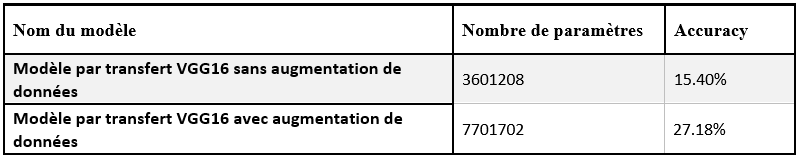 Nom du modèle Nombre de paramètres Accuracy
Modèle par transfert VGG16 sans augmentation de
données 3601208 15.40%
Modèle par transfert VGG16 avec augmentation de
données 7701702 27.18%